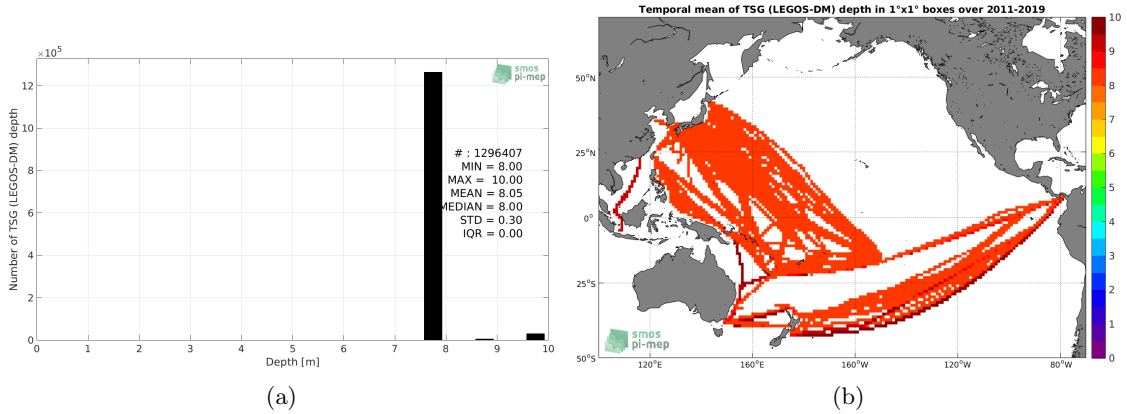 ×10⁵
smos
pi-mep
12
10
8
6
4
2
0
Number of TSG (LEGOS-DM) depth
# : 1296407
MIN = 8.00
MAX = 10.00
MEAN = 8.05
MEDIAN = 8.00
STD = 0.30
IQR = 0.00
0 1 2 3 4 5 6 7 8 9 10
Depth [m]
(a)
Temporal mean of TSG (LEGOS-DM) depth in 1°x1° boxes over 2011-2019
50°N
25°N
0°
25°S
50°S
120°E 160°E 160°W 120°W 80°W
smos
pi-mep
10
9
8
7
6
5
4
3
2
1
0
(b)